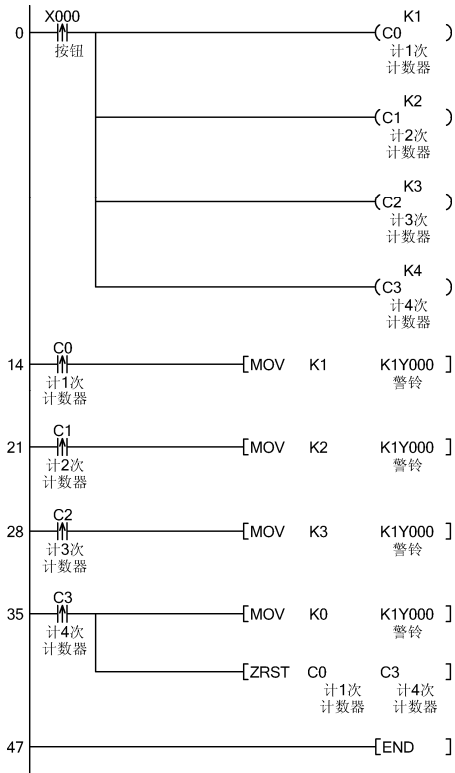 X000 K1
0 C0
按钮 计1次
计数器
K2
C1
计2次
计数器
K3
C2
计3次
计数器
K4
C3
计4次
计数器
C0
14 MOV K1 K1Y000
计1次 警铃
计数器
C1
21 MOV K2 K1Y000
计2次 警铃
计数器
C2
28 MOV K3 K1Y000
计3次 警铃
计数器
C3
35 MOV K0 K1Y000
计4次 警铃
计数器
ZRST C0 C3
计1次 计4次
计数器 计数器
47 END